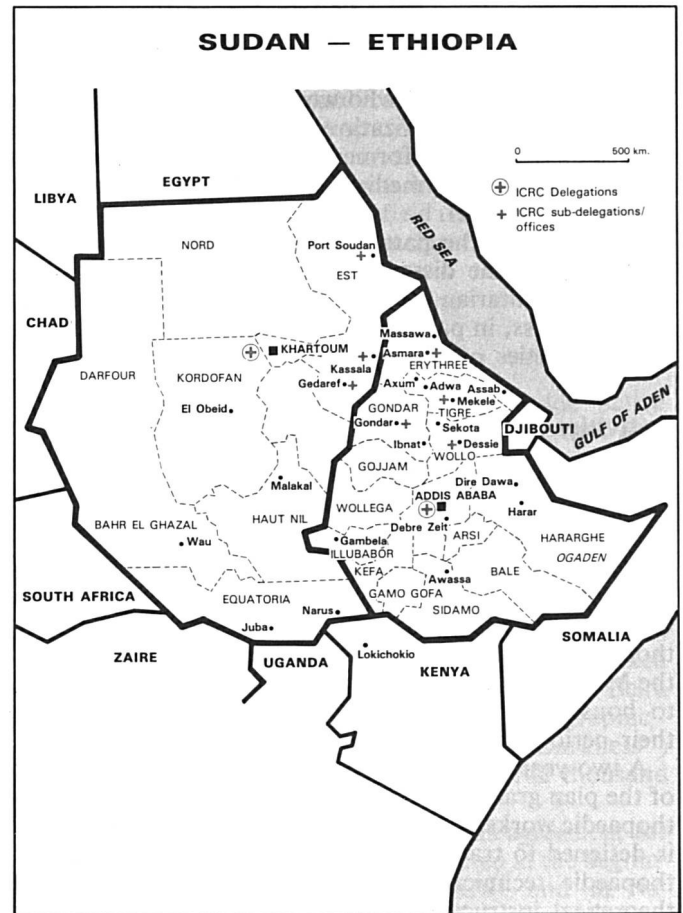 SUDAN — ETHIOPIA
0 500 km.
ICRC Delegations
ICRC sub-delegations/
offices
LIBYA
EGYPT
RED SEA
NORD
Port Soudan
EST
CHAD
Massawa
KHARTOUM
Asmara
ERYTHREE
Kassala
DARFOUR
KORDOFAN
Gedaref
Axum
Adwa
Assab
Mekele
El Obeid
GONDAR
TIGRE
Gondar
Sekota
DJIBOUTI
GULF OF ADEN
Ibnat
Dessie
WOLLO
GOJJAM
Malakal
Dire Dawa
ADDIS ABABA
WOLLEGA
HAUT NIL
Harar
BAHR EL GHAZAL
Debre Zeit
Wau
Gambela
ARSI
HARARGHE
ILLUBABOR
OGADEN
KEFA
BALE
Awassa
SOUTH AFRICA
EQUATORIA
GAMO GOFA
Narus
SIDAMO
Juba
SOMALIA
ZAIRE
UGANDA
Lokichokio
KENYA